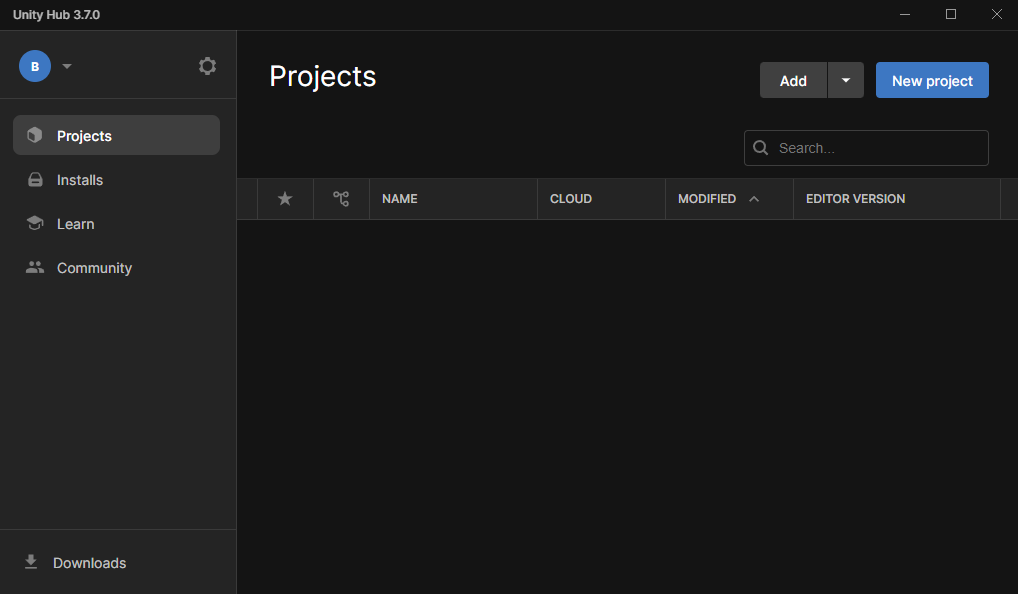 Unity Hub 3.7.0
B
Projects
Installs
Learn
Community
Downloads
Projects
Add
New project
Search...
NAME CLOUD MODIFIED EDITOR VERSION